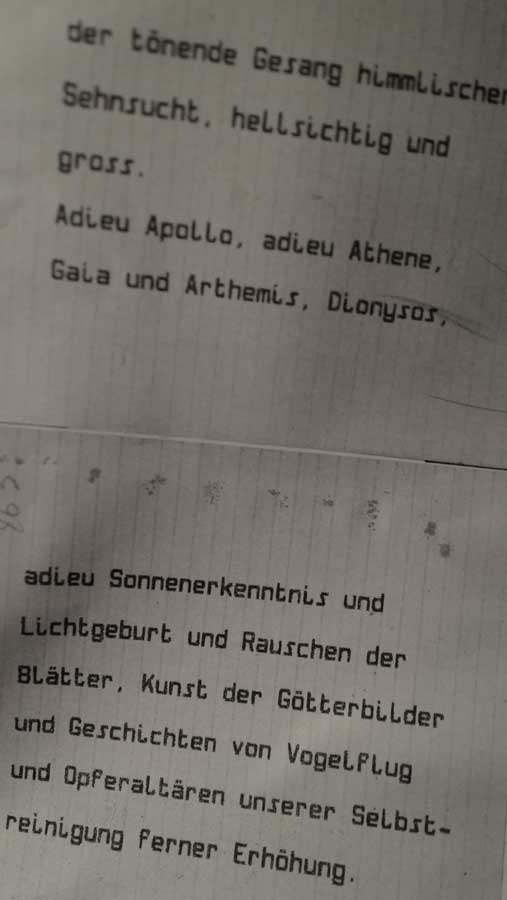 der tönende Gesang himmlischer
Sehnsucht, hellsichtig und
gross.
Adieu Apollo, adieu Athene,
Gaia und Arthemis, Dionysos,
adieu Sonnenerkenntnis und
Lichtgeburt und Rauschen der
Blätter, Kunst der Götterbilder
und Geschichten von Vogelflug
und Opferaltären unserer Selbst-
reinigung ferner Erhöhung.